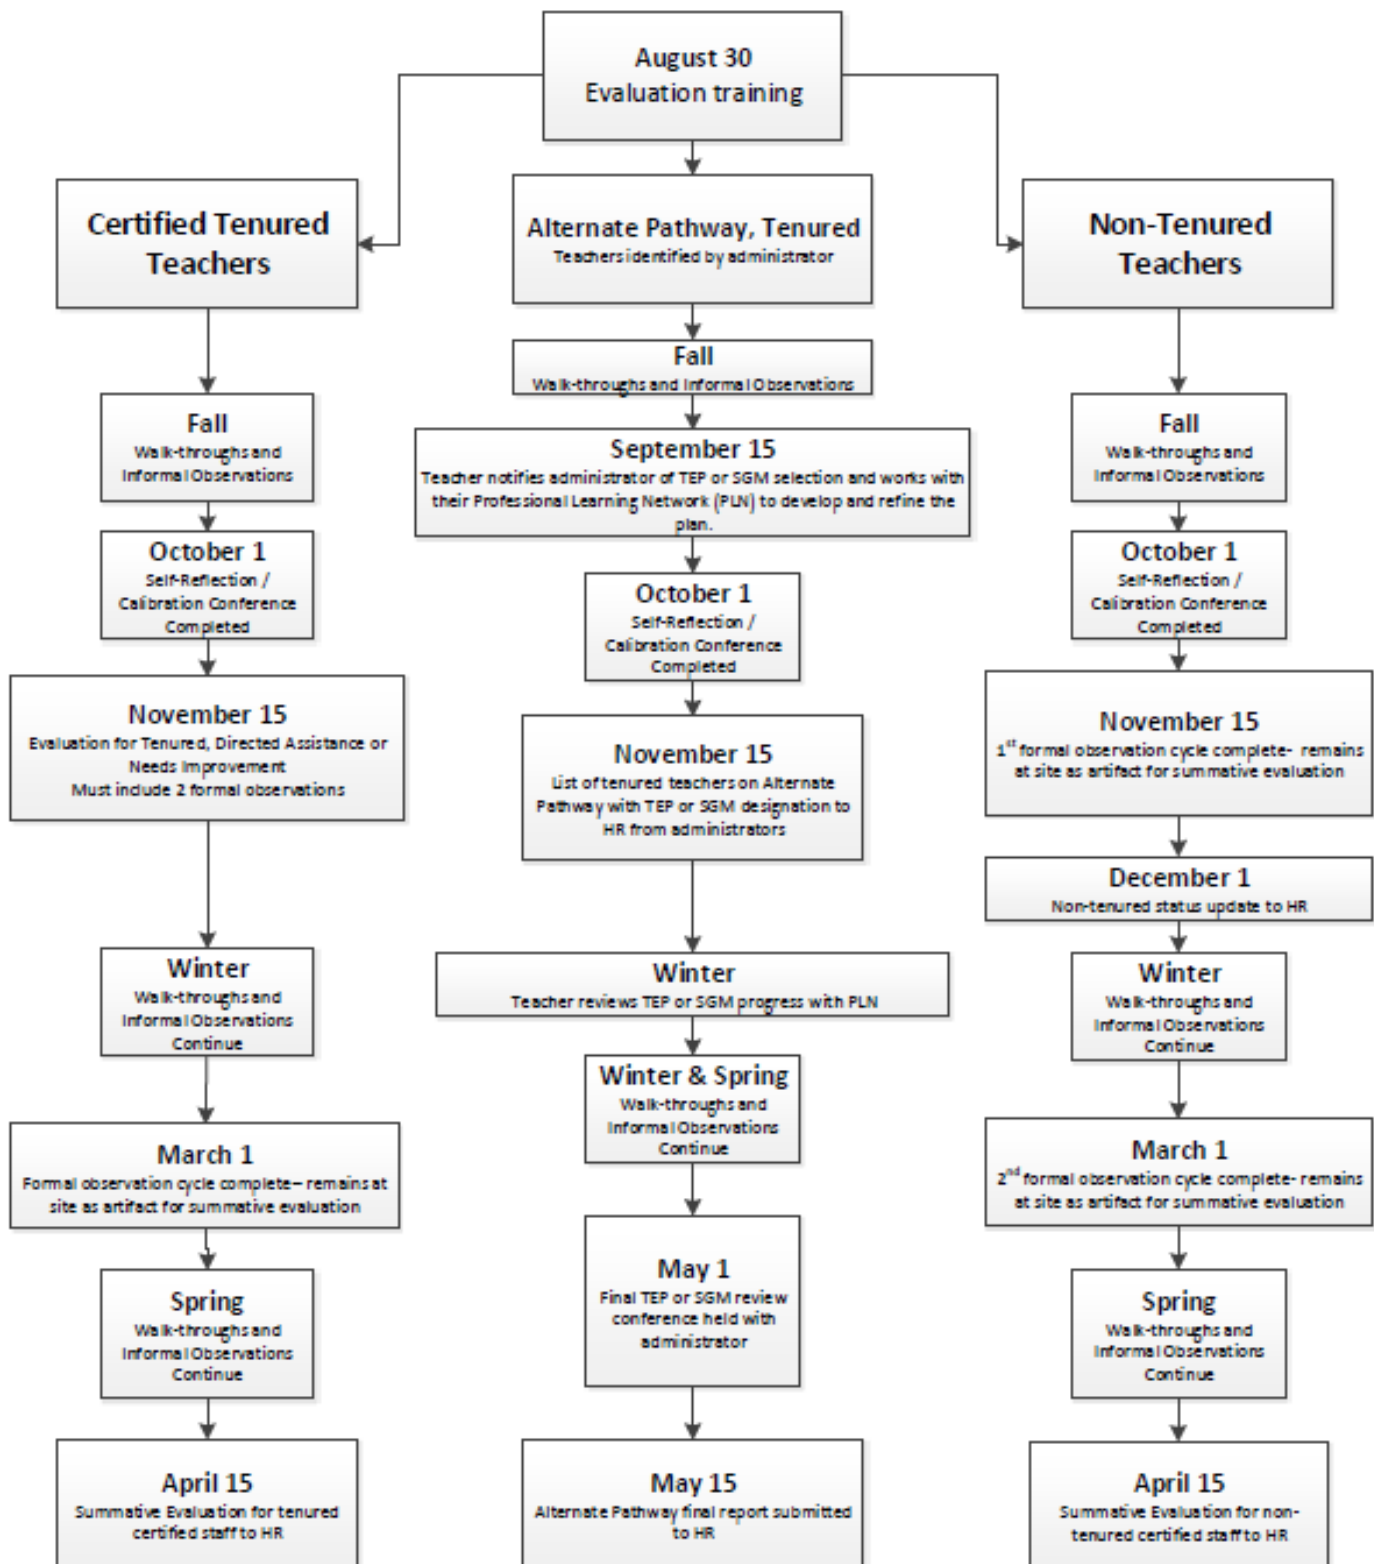 August 30
Evaluation training
Certified Tenured
Teachers
Fall
Walk-throughs and
Informal Observations
October 1
Self-Reflection /
Calibration Conference
Completed
November 15
Evaluation for Tenured, Directed Assistance or
Needs Improvement
Must include 2 formal observations
Winter
Walk-throughs and
Informal Observations
Continue
March 1
Formal observation cycle complete– remains at
site as artifact for summative evaluation
Spring
Walk-throughs and
Informal Observations
Continue
April 15
Summative Evaluation for tenured
certified staff to HR
Alternate Pathway, Tenured
Teachers identified by administrator
Fall
Walk-throughs and Informal Observations
September 15
Teacher notifies administrator of TEP or SGM selection and works with
their Professional Learning Network (PLN) to develop and refine the
plan.
October 1
Self-Reflection /
Calibration Conference
Completed
November 15
List of tenured teachers on Alternate
Pathway with TEP or SGM designation to
HR from administrators
Winter
Teacher reviews TEP or SGM progress with PLN
Winter & Spring
Walk-throughs and
Informal Observations
Continue
May 1
Final TEP or SGM review
conference held with
administrator
May 15
Alternate Pathway final report submitted
to HR
Non-Tenured
Teachers
Fall
Walk-throughs and
Informal Observations
October 1
Self-Reflection /
Calibration Conference
Completed
November 15
1st formal observation cycle complete- remains
at site as artifact for summative evaluation
December 1
Non-tenured status update to HR
Winter
Walk-throughs and
Informal Observations
Continue
March 1
2nd formal observation cycle complete- remains
at site as artifact for summative evaluation
Spring
Walk-throughs and
Informal Observations
Continue
April 15
Summative Evaluation for non-
tenured certified staff to HR